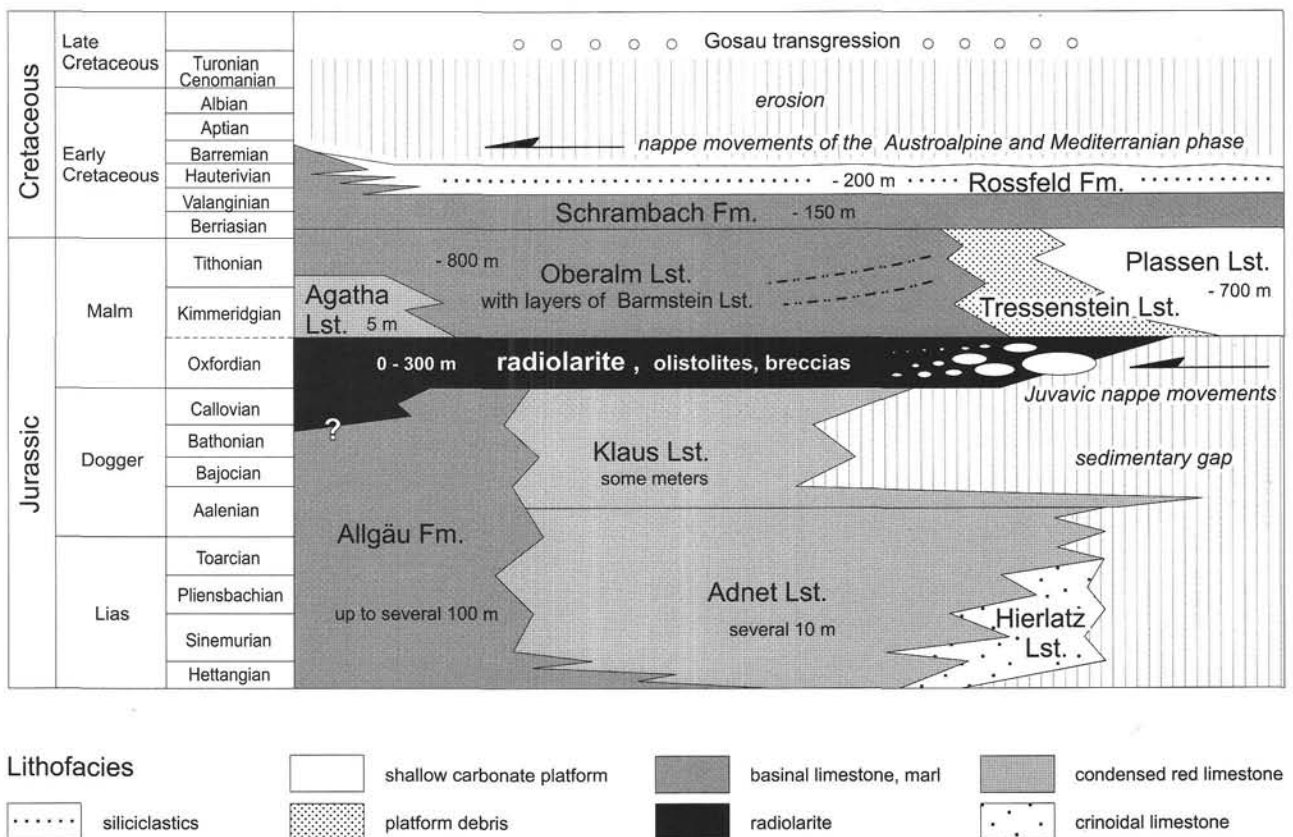 Cretaceous
Jurassic
Late
Cretaceous
Early
Cretaceous
Malm
Dogger
Lias
Turonian
Cenomanian
Albian
Aptian
Barremian
Hauterivian
Valanginian
Berriasian
Tithonian
Kimmeridgian
Oxfordian
Callovian
Bathonian
Bajocian
Aalenian
Toarcian
Pliensbachian
Sinemurian
Hettangian
Gosau transgression
erosion
nappe movements of the Austroalpine and Mediterranian phase
- 200 m
Rossfeld Fm.
Schrambach Fm. - 150 m
- 800 m
Oberalm Lst.
with layers of Barmstein Lst.
Agatha
Lst. 5 m
Plassen Lst.
- 700 m
Tressenstein Lst.
0 - 300 m radiolarite , olistolites, breccias
Juvavic nappe movements
?
Klaus Lst.
some meters
sedimentary gap
Allgäu Fm.
up to several 100 m
Adnet Lst.
several 10 m
Hierlatz
Lst.
Lithofacies
shallow carbonate platform
basinal limestone, marl
condensed red limestone
siliciclastics
platform debris
radiolarite
crinoidal limestone